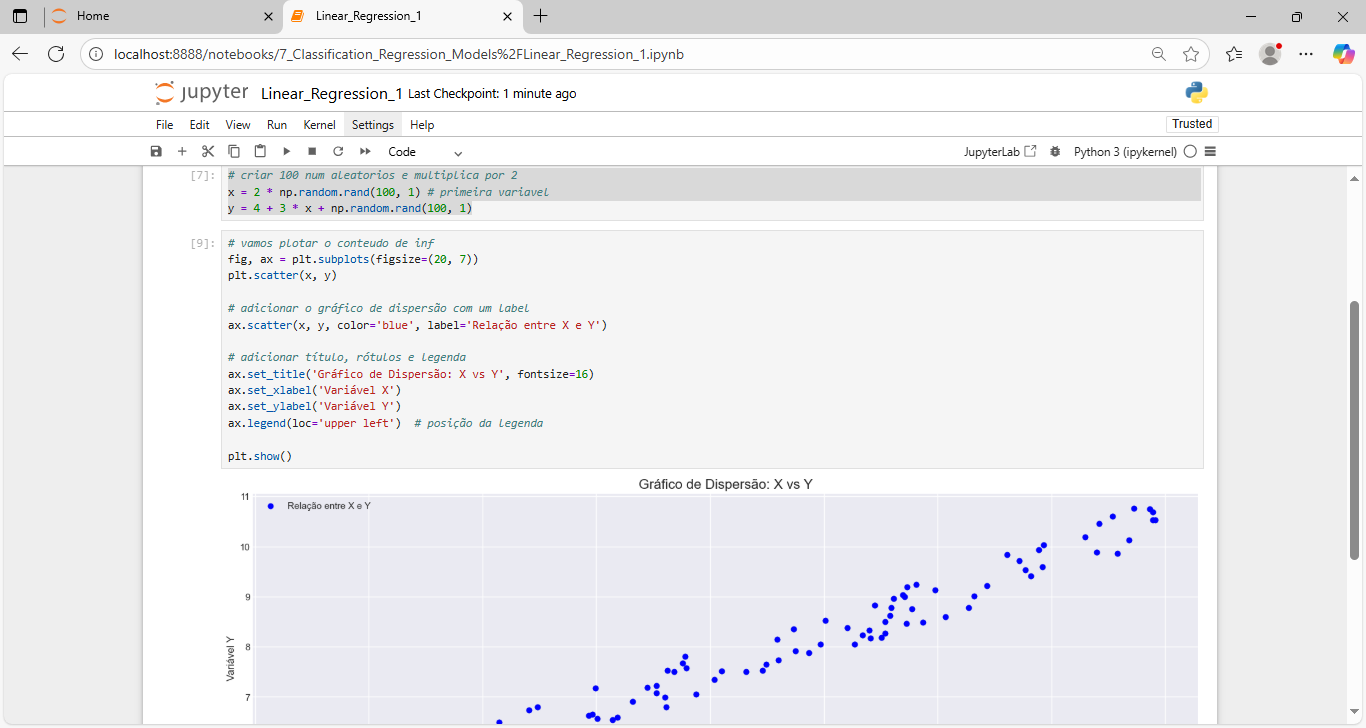 Home
Linear_Regression_1
localhost:8888/notebooks/7_Classification_Regression_Models%2FLinear_Regression_1.ipynb
jupyter Linear_Regression_1 Last Checkpoint: 1 minute ago
File Edit View Run Kernel Settings Help
Trusted
Code
JupyterLab
Python 3 (ipykernel)
[7]:
# criar 100 num aleatorios e multiplica por 2
x = 2 * np.random.rand(100, 1) # primeira variavel
y = 4 + 3 * x + np.random.rand(100, 1)
[9]:
# vamos plotar o conteudo de inf
fig, ax = plt.subplots(figsize=(20, 7))
plt.scatter(x, y)
# adicionar o gráfico de dispersão com um label
ax.scatter(x, y, color='blue', label='Relação entre X e Y')
# adicionar título, rótulos e legenda
ax.set_title('Gráfico de Dispersão: X vs Y', fontsize=16)
ax.set_xlabel('Variável X')
ax.set_ylabel('Variável Y')
ax.legend(loc='upper left')  # posição da legenda
plt.show()
Gráfico de Dispersão: X vs Y
Relação entre X e Y
11
10
9
8
7
Variável Y